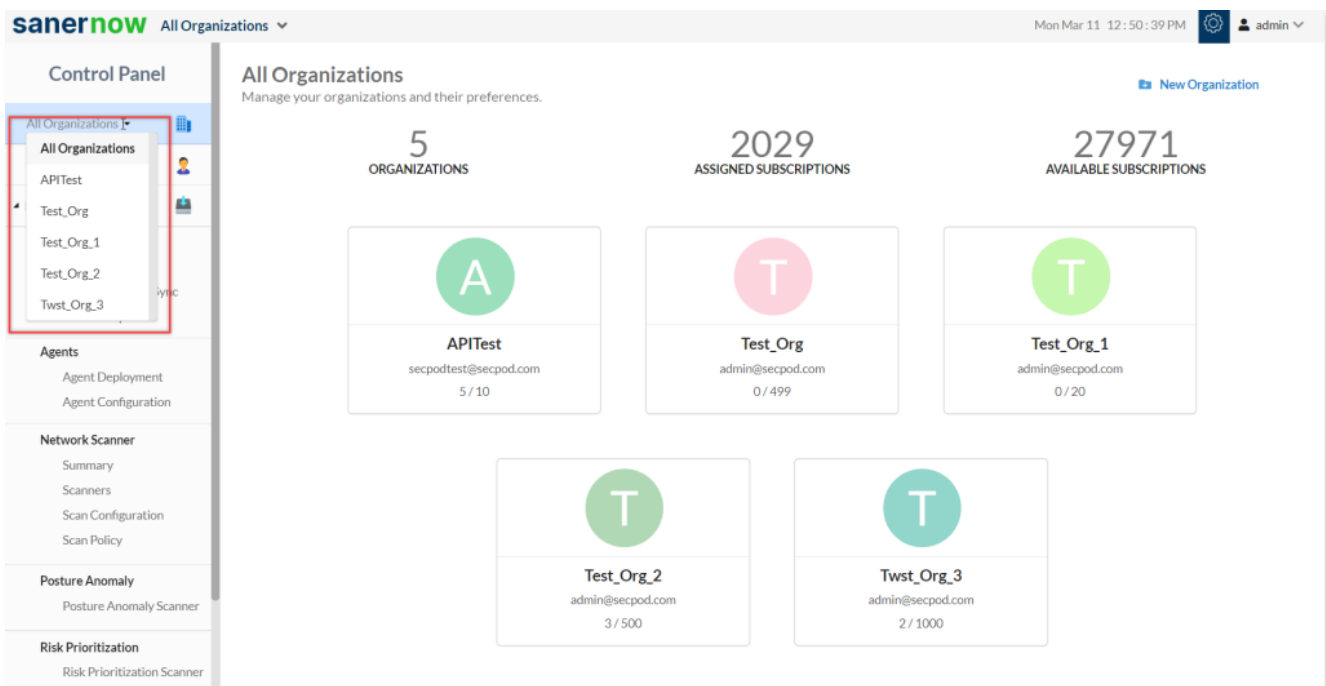 sanernow All Organizations
Mon Mar 11 12:50:39 PM
admin
Control Panel
All Organizations
All Organizations
APITest
Test_Org
Test_Org_1
Test_Org_2
Twst_Org_3
Agents
Agent Deployment
Agent Configuration
Network Scanner
Summary
Scanners
Scan Configuration
Scan Policy
Posture Anomaly
Posture Anomaly Scanner
Risk Prioritization
Risk Prioritization Scanner
All Organizations
Manage your organizations and their preferences.
New Organization
5
ORGANIZATIONS
2029
ASSIGNED SUBSCRIPTIONS
27971
AVAILABLE SUBSCRIPTIONS
A
APITest
secpodtest@secpod.com
5 / 10
T
Test_Org
admin@secpod.com
0 / 499
T
Test_Org_1
admin@secpod.com
0 / 20
T
Test_Org_2
admin@secpod.com
3 / 500
T
Twst_Org_3
admin@secpod.com
2 / 1000